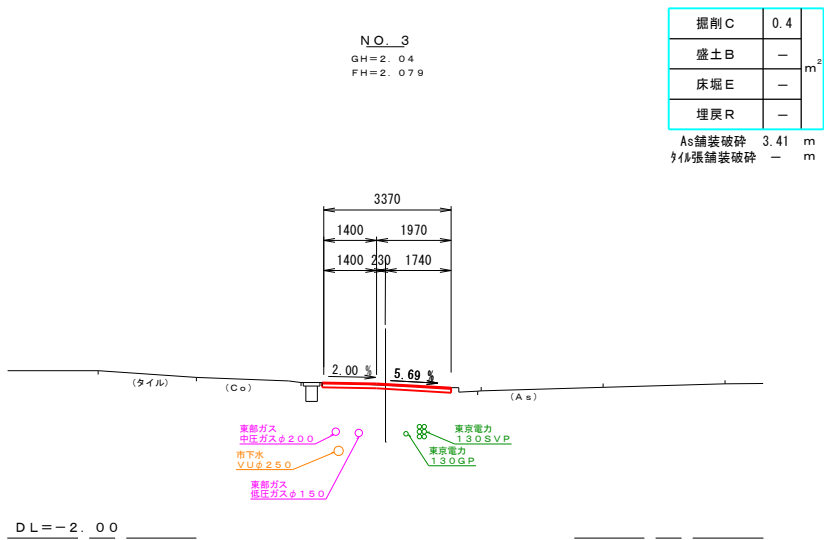 NO. 3
GH=2. 04
FH=2. 079
掘削C 0.4
盛土B －
m²
床堀E －
埋戻R －
As舗装破砕 3.41 m
ﾀｲﾙ張舗装破砕 － m
3370
1400 1970
1400 230 1740
2.00 % 5.69 %
(タイル) (Co) (As)
東部ガス
中圧ガスφ200
市下水
VUφ250
東部ガス
低圧ガスφ150
東京電力
130SVP
東京電力
130GP
DL=-2. 00